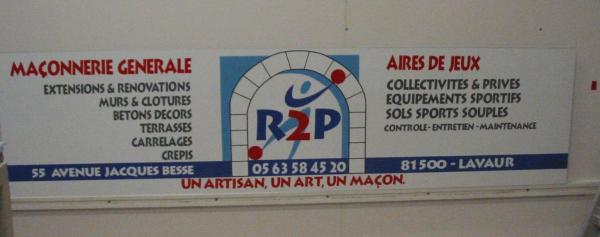 MAÇONNERIE GENERALE
EXTENSIONS & RENOVATIONS
MURS & CLOTURES
BETONS DECORS
TERRASSES
CARRELAGES
CREPIS
55 AVENUE JACQUES BESSE
R2P
05 63 58 45 20
AIRES DE JEUX
COLLECTIVITES & PRIVES
EQUIPEMENTS SPORTIFS
SOLS SPORTS SOUPLES
CONTROLE - ENTRETIEN - MAINTENANCE
81500 - LAVAUR
UN ARTISAN, UN ART, UN MAÇON.